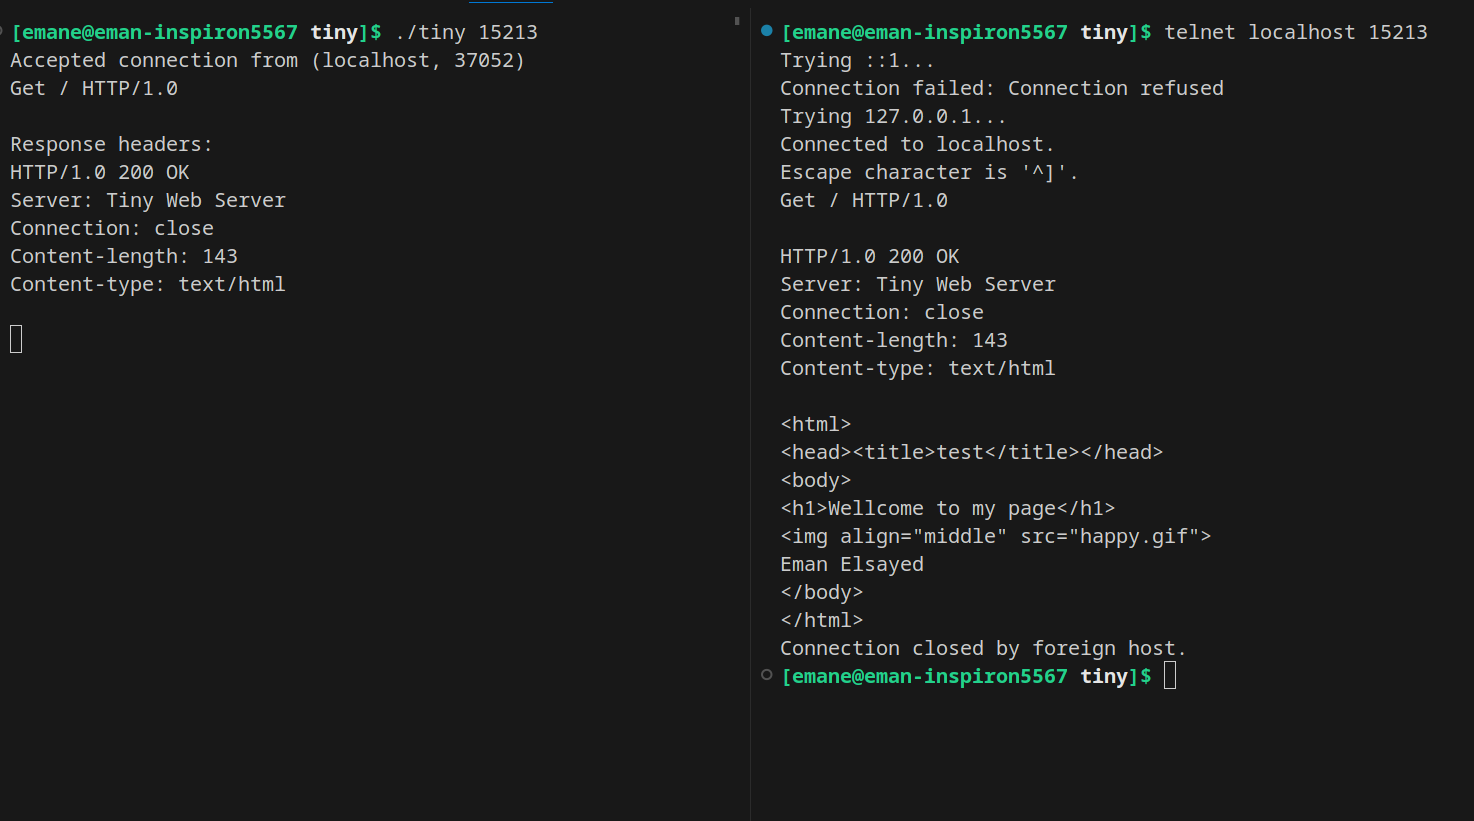 [emane@eman-inspiron5567 tiny]$ ./tiny 15213
Accepted connection from (localhost, 37052)
Get / HTTP/1.0
Response headers:
HTTP/1.0 200 OK
Server: Tiny Web Server
Connection: close
Content-length: 143
Content-type: text/html
[emane@eman-inspiron5567 tiny]$ telnet localhost 15213
Trying ::1...
Connection failed: Connection refused
Trying 127.0.0.1...
Connected to localhost.
Escape character is '^]'.
Get / HTTP/1.0
HTTP/1.0 200 OK
Server: Tiny Web Server
Connection: close
Content-length: 143
Content-type: text/html
<html>
<head><title>test</title></head>
<body>
<h1>Wellcome to my page</h1>
<img align="middle" src="happy.gif">
Eman Elsayed
</body>
</html>
Connection closed by foreign host.
[emane@eman-inspiron5567 tiny]$